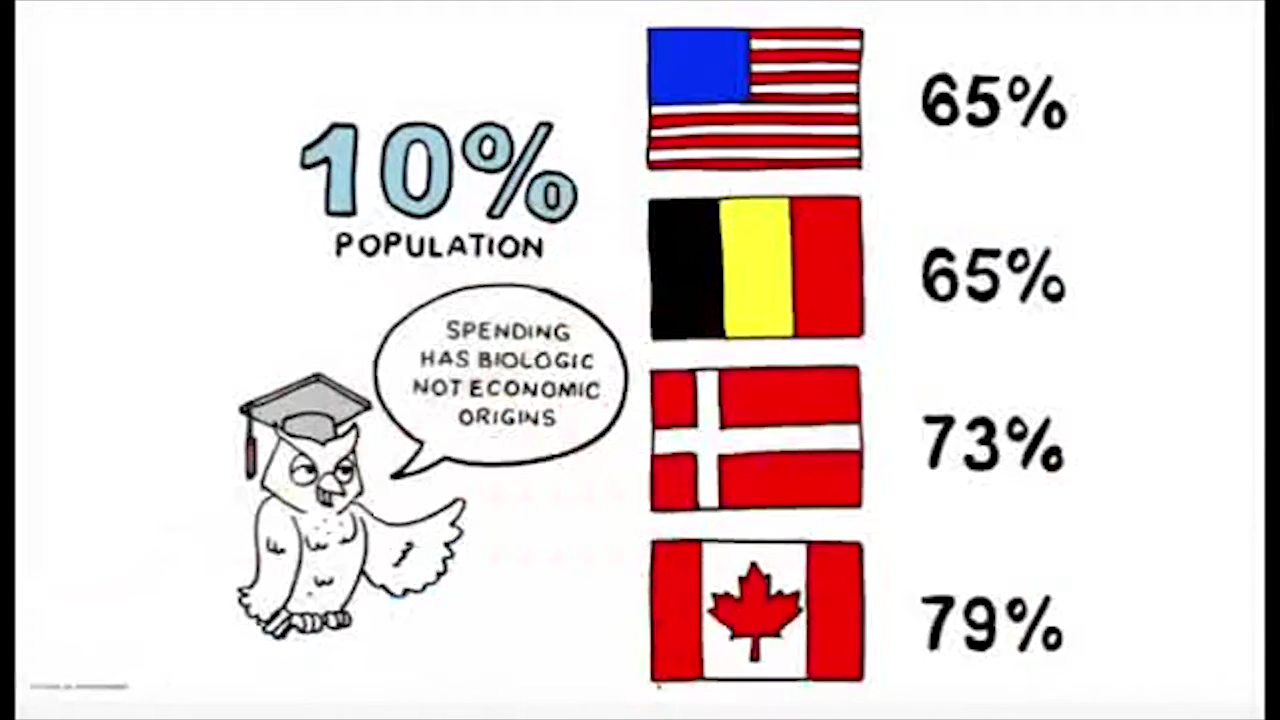 10%
POPULATION
SPENDING
HAS BIOLOGIC
NOT ECONOMIC
ORIGINS
65%
65%
73%
79%